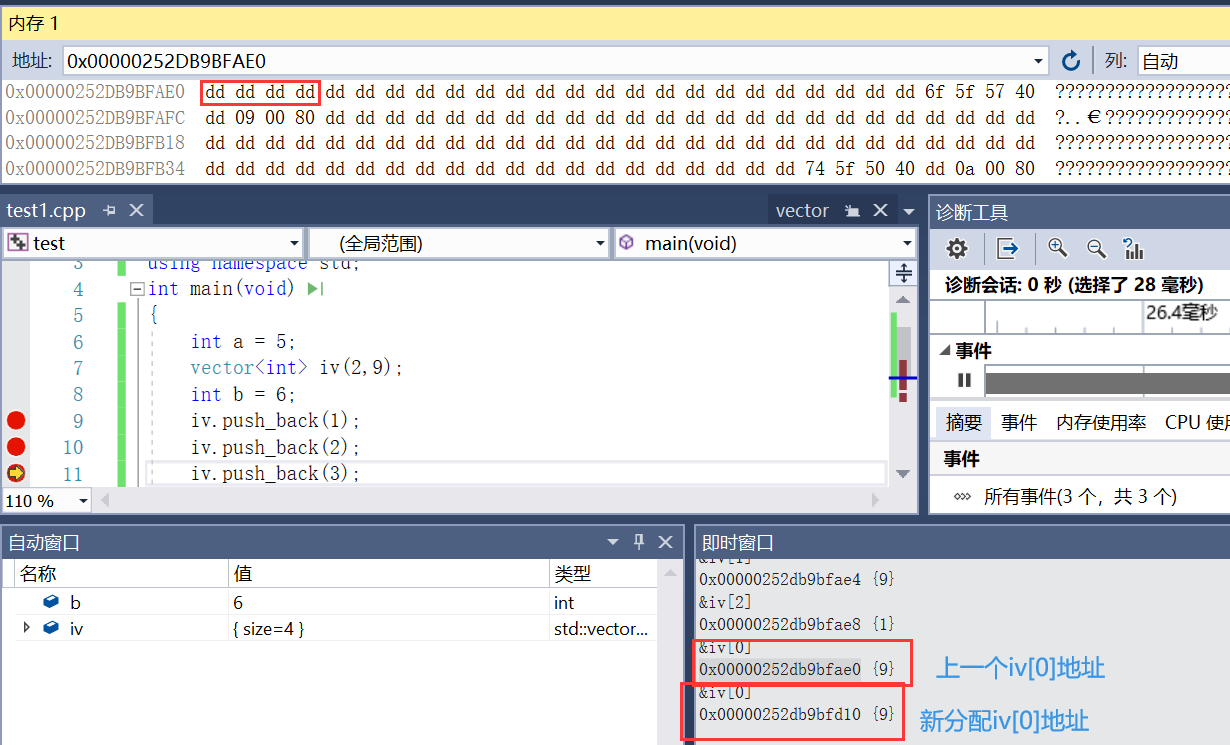 内存 1
地址: 0x00000252DB9BFAE0 列: 自动
0x00000252DB9BFAE0 dd dd dd dd dd dd dd dd dd dd dd dd dd dd dd dd dd dd dd dd dd dd dd dd 6f 5f 57 40 ??????????????????
0x00000252DB9BFAFC dd 09 00 80 dd dd dd dd dd dd dd dd dd dd dd dd dd dd dd dd dd dd dd dd dd dd dd dd ?..€??????????????
0x00000252DB9BFB18 dd dd dd dd dd dd dd dd dd dd dd dd dd dd dd dd dd dd dd dd dd dd dd dd dd dd dd dd ??????????????????
0x00000252DB9BFB34 dd dd dd dd dd dd dd dd dd dd dd dd dd dd dd dd dd dd dd dd 74 5f 50 40 dd 0a 00 80 ??????????????????
test1.cpp vector
test (全局范围) main(void)
3 using namespace std;
4 int main(void)
5 {
6 int a = 5;
7 vector<int> iv(2,9);
8 int b = 6;
9 iv.push_back(1);
10 iv.push_back(2);
11 iv.push_back(3);
110 %
诊断工具
诊断会话: 0 秒 (选择了 28 毫秒)
26.4毫秒
事件
摘要 事件 内存使用率 CPU 使用
事件
所有事件(3 个，共 3 个)
自动窗口
名称 值 类型
b 6 int
iv { size=4 } std::vector...
即时窗口
&iv[1]
0x00000252db9bfae4 {9}
&iv[2]
0x00000252db9bfae8 {1}
&iv[0]
0x00000252db9bfae0 {9}
上一个iv[0]地址
&iv[0]
0x00000252db9bfd10 {9}
新分配iv[0]地址